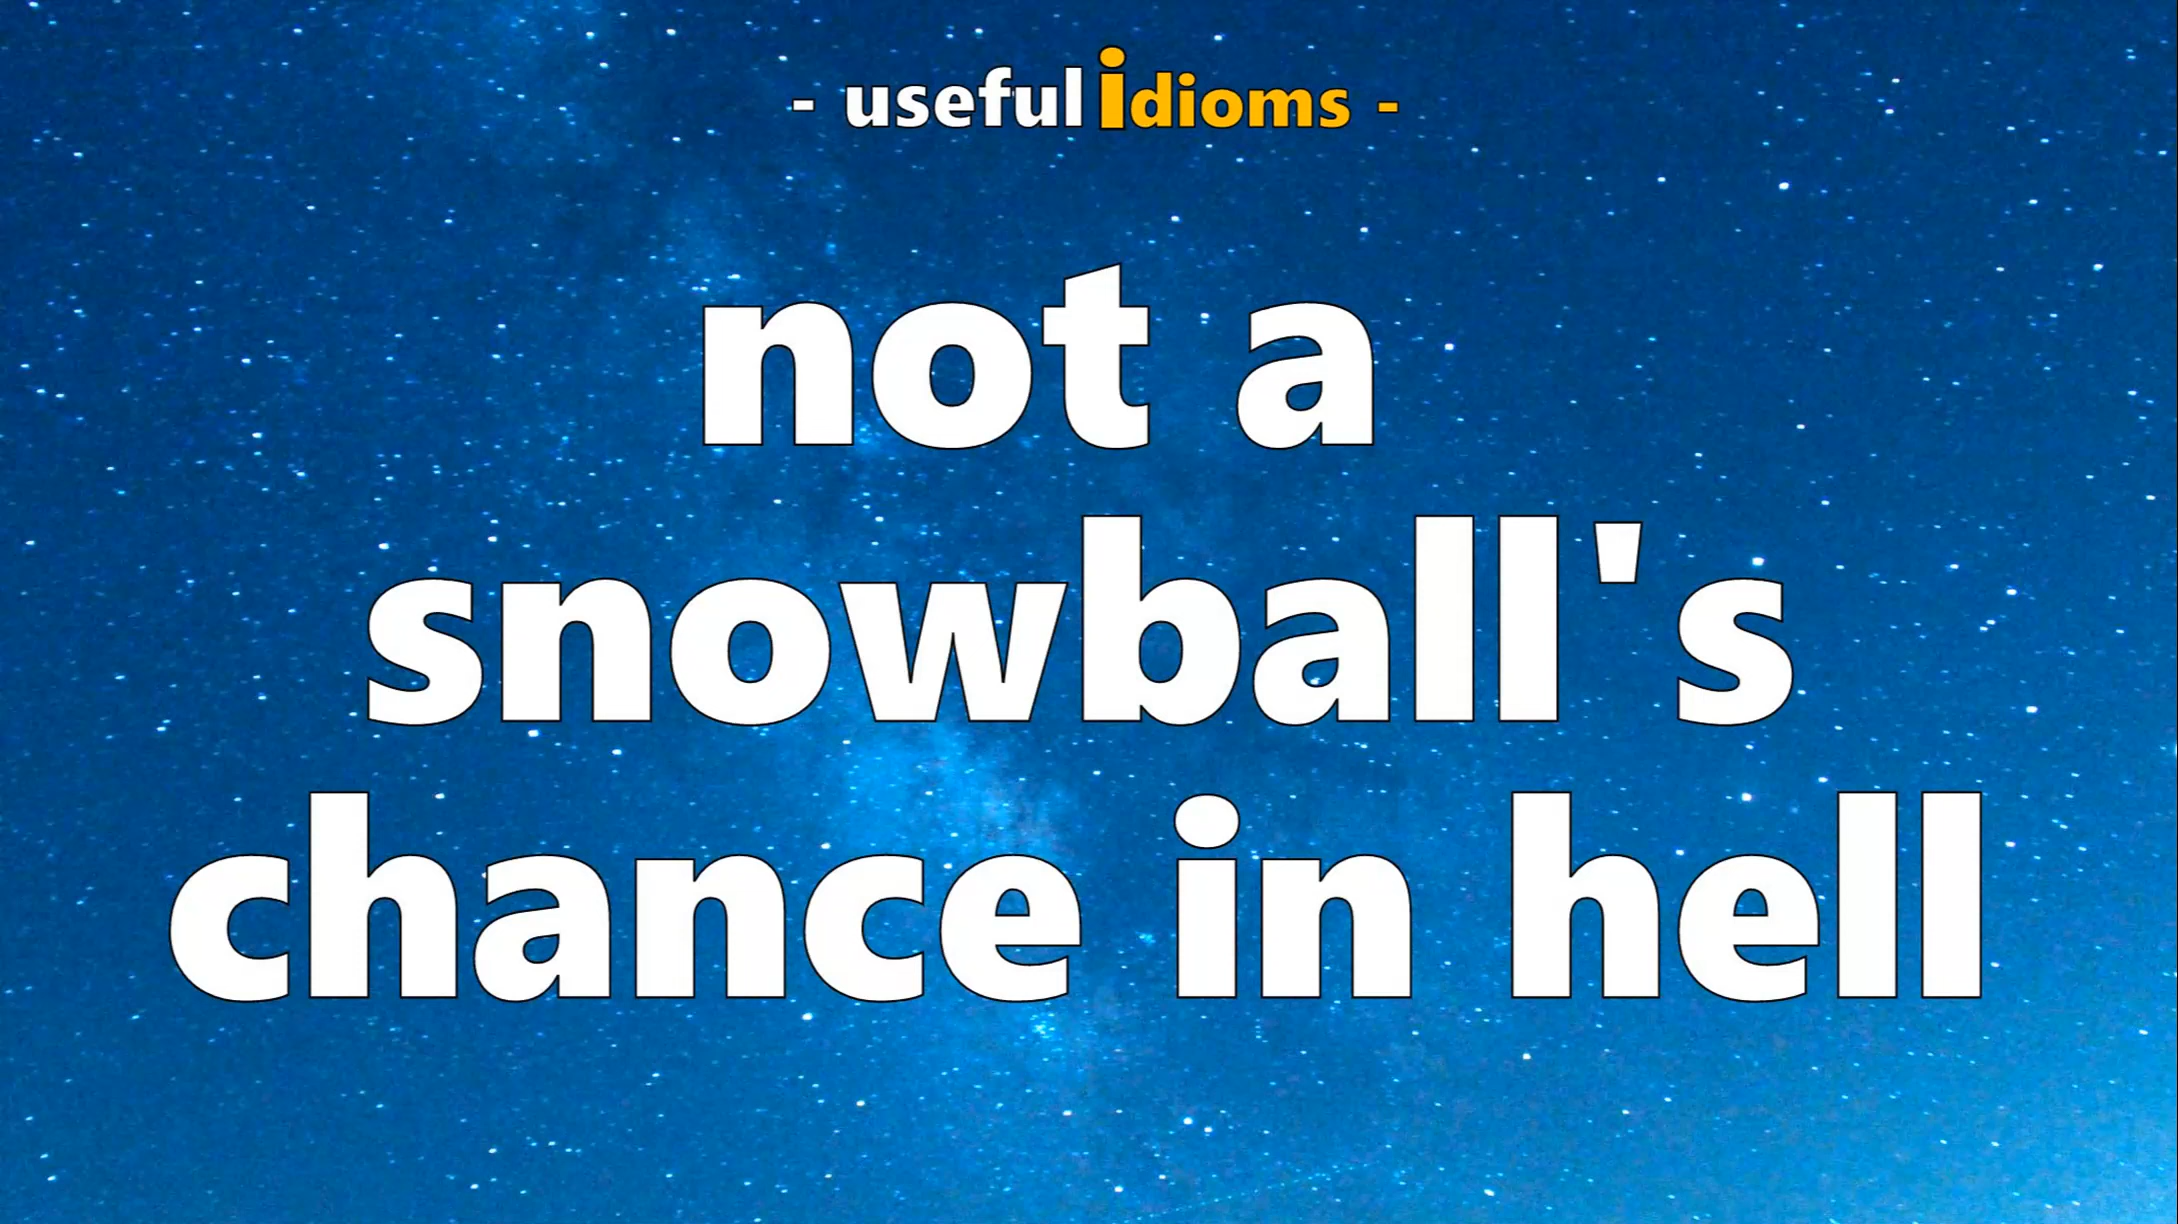 - useful idioms -
not a
snowball's
chance in hell